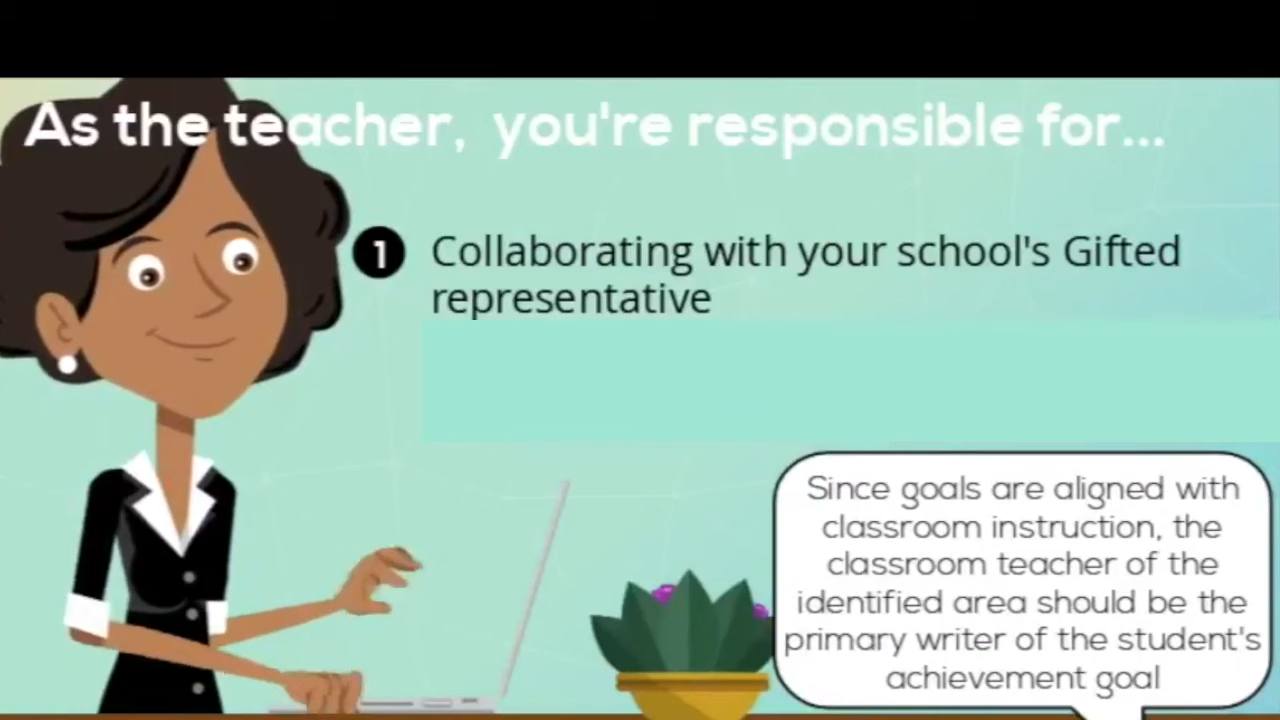 As the teacher, you're responsible for...
1 Collaborating with your school's Gifted
representative
Since goals are aligned with
classroom instruction, the
classroom teacher of the
identified area should be the
primary writer of the student's
achievement goal